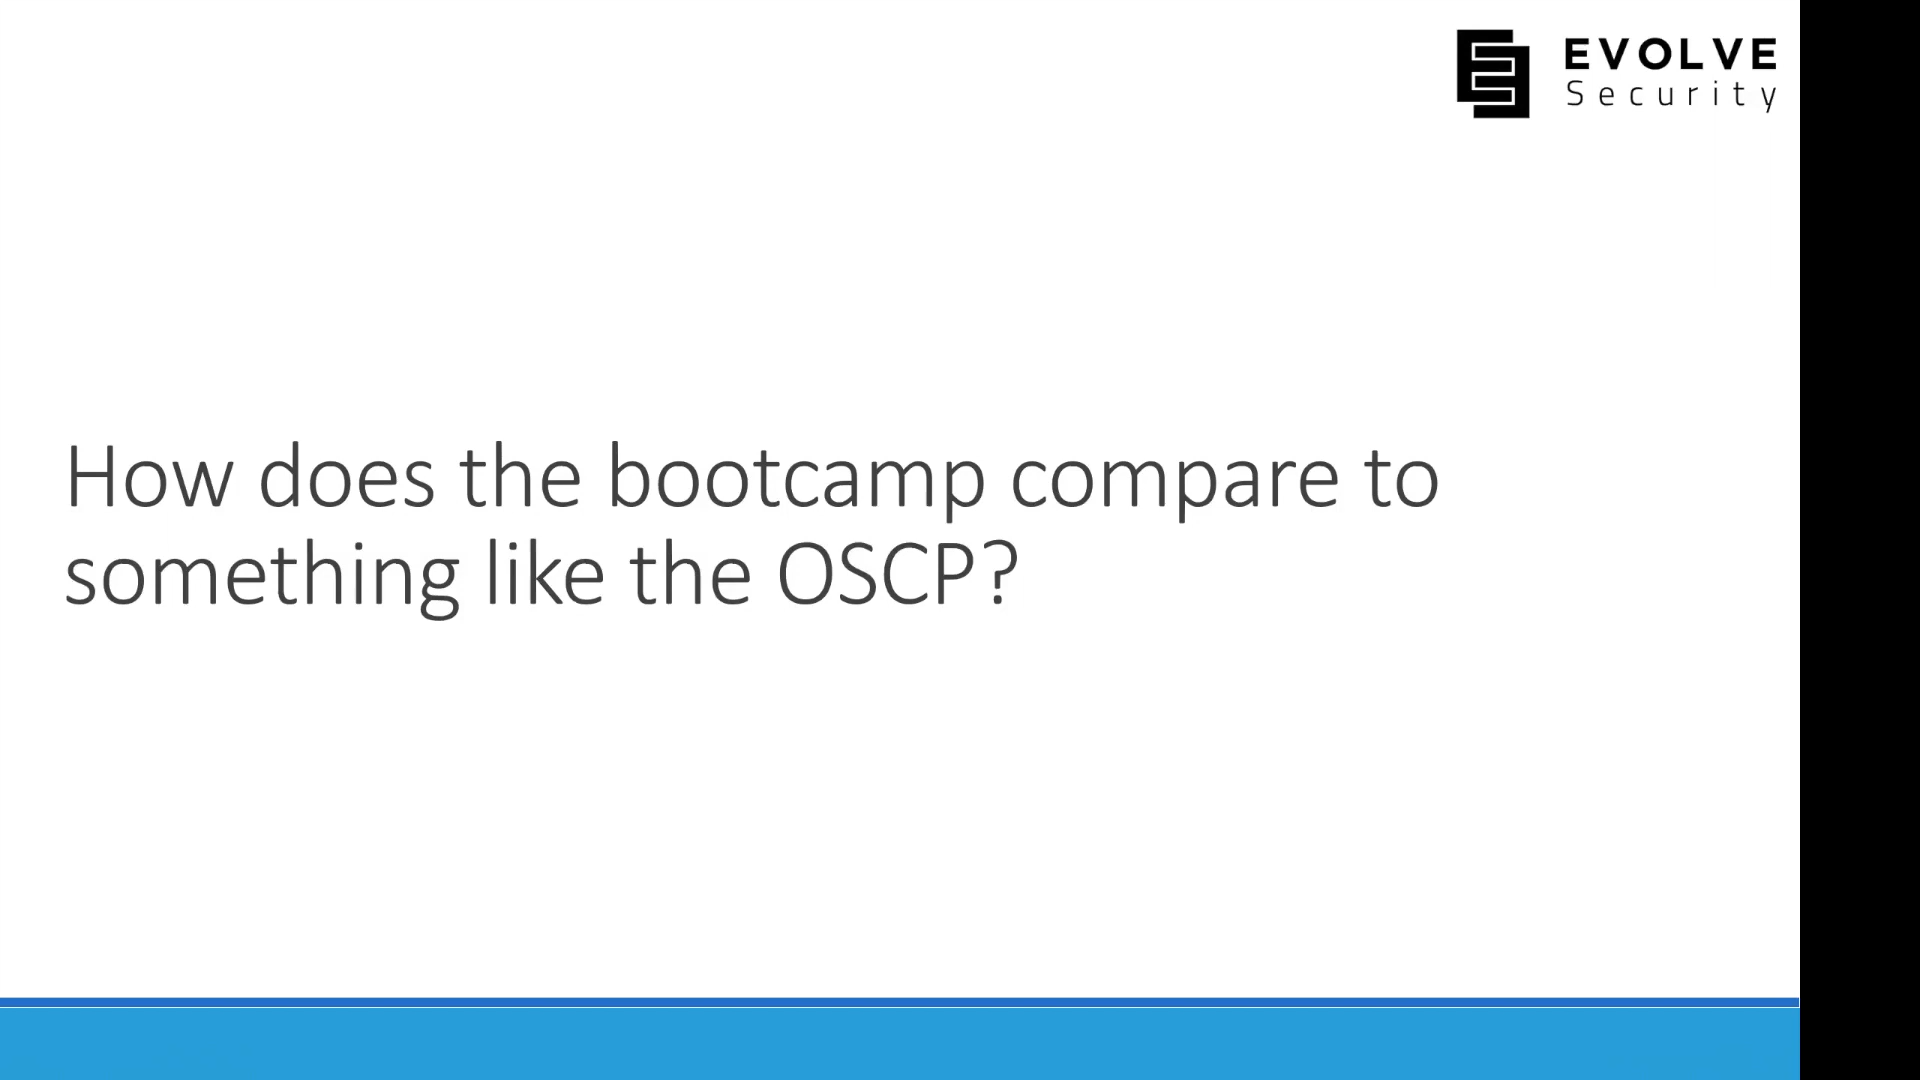 EVOLVE
Security
How does the bootcamp compare to
something like the OSCP?